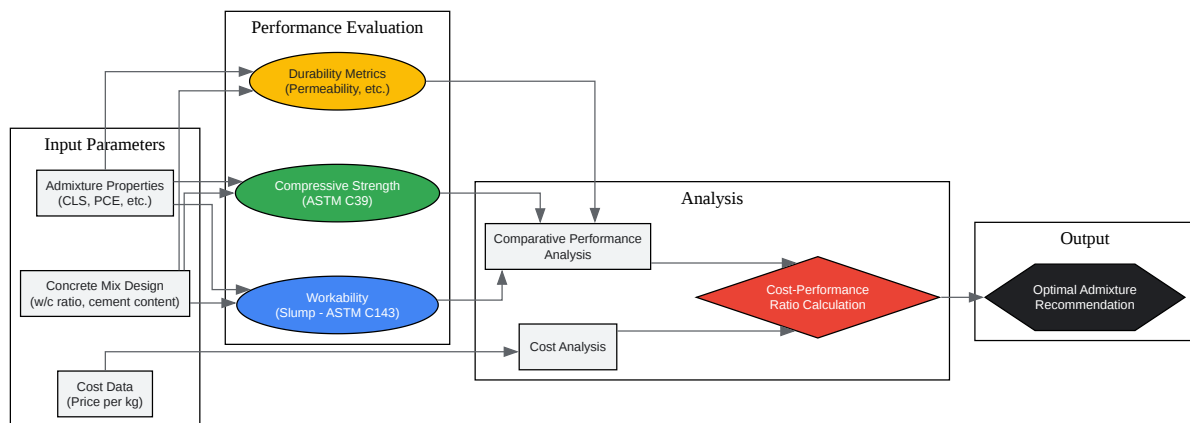 Performance Evaluation
Durability Metrics
(Permeability, etc.)
Input Parameters
Admixture Properties
(CLS, PCE, etc.)
Compressive Strength
(ASTM C39)
Concrete Mix Design
(w/c ratio, cement content)
Workability
(Slump - ASTM C143)
Cost Data
(Price per kg)
Analysis
Comparative Performance
Analysis
Cost Analysis
Cost-Performance
Ratio Calculation
Output
Optimal Admixture
Recommendation